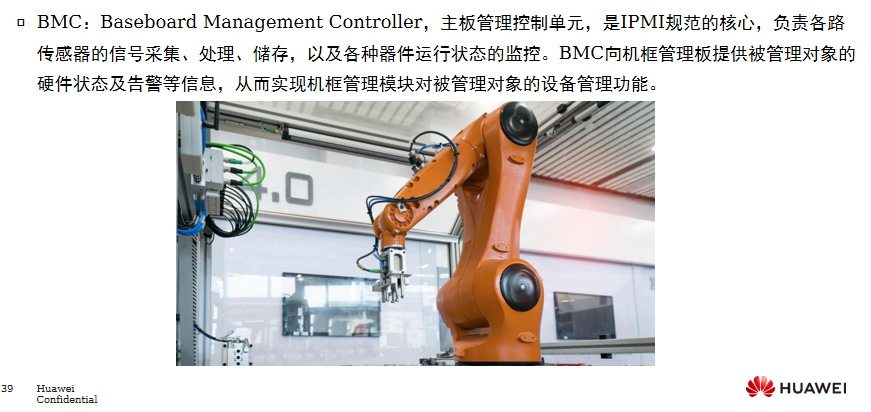 BMC：Baseboard Management Controller，主板管理控制单元，是IPMI规范的核心，负责各路
传感器的信号采集、处理、储存，以及各种器件运行状态的监控。BMC向机框管理板提供被管理对象的
硬件状态及告警等信息，从而实现机框管理模块对被管理对象的设备管理功能。
4.0
39
Huawei
Confidential
HUAWEI